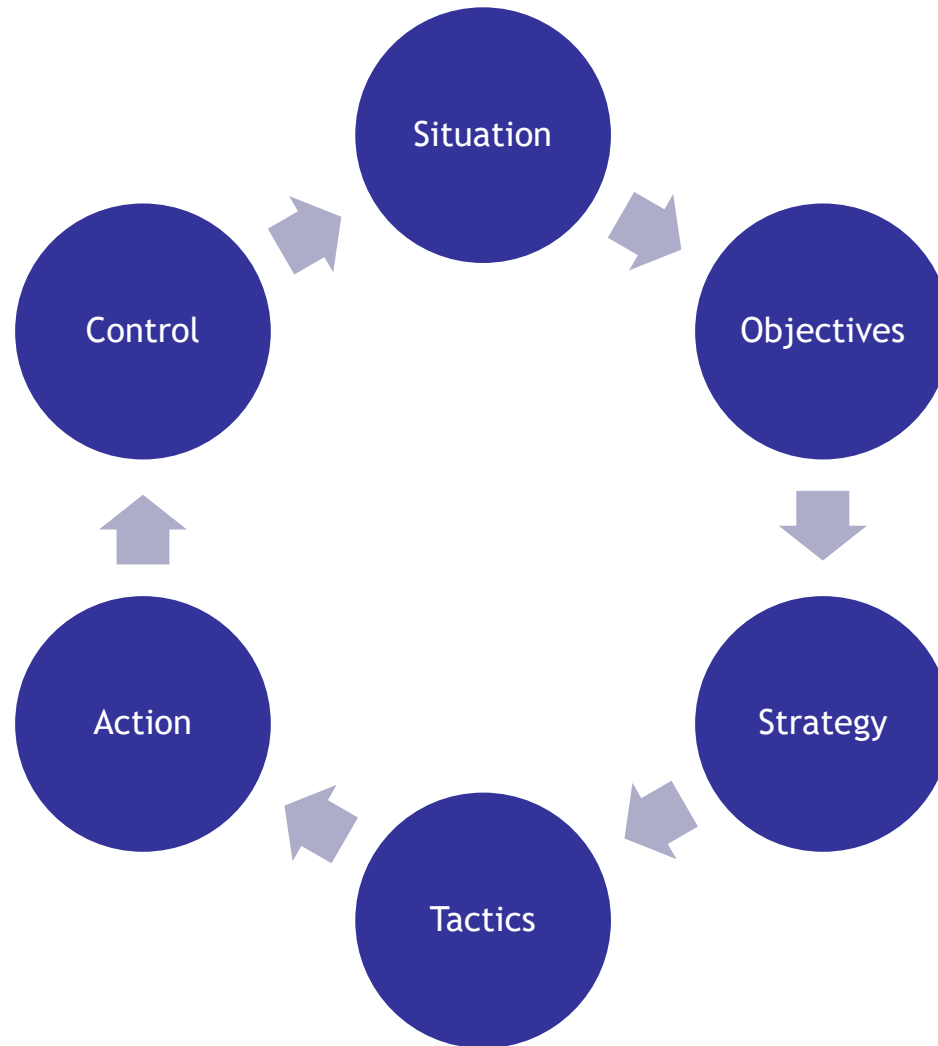 Situation
Objectives
Strategy
Tactics
Action
Control